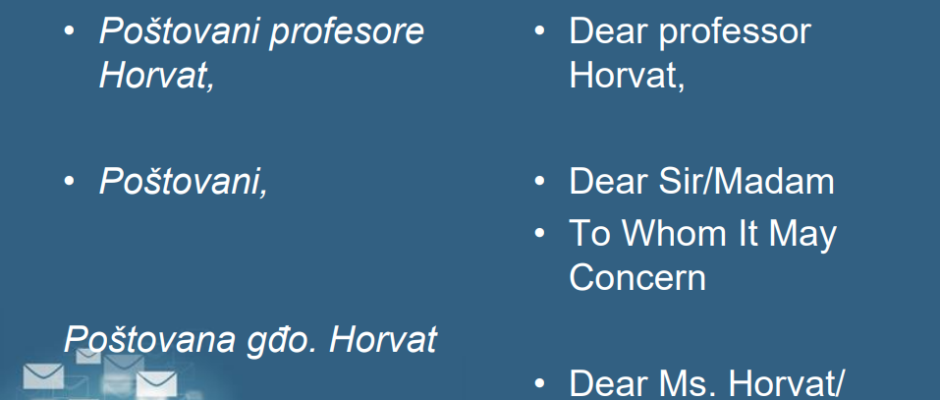 • Poštovani profesore
Horvat,
• Poštovani,
Poštovana gđo. Horvat
• Dear professor
Horvat,
• Dear Sir/Madam
• To Whom It May
Concern
• Dear Ms. Horvat/